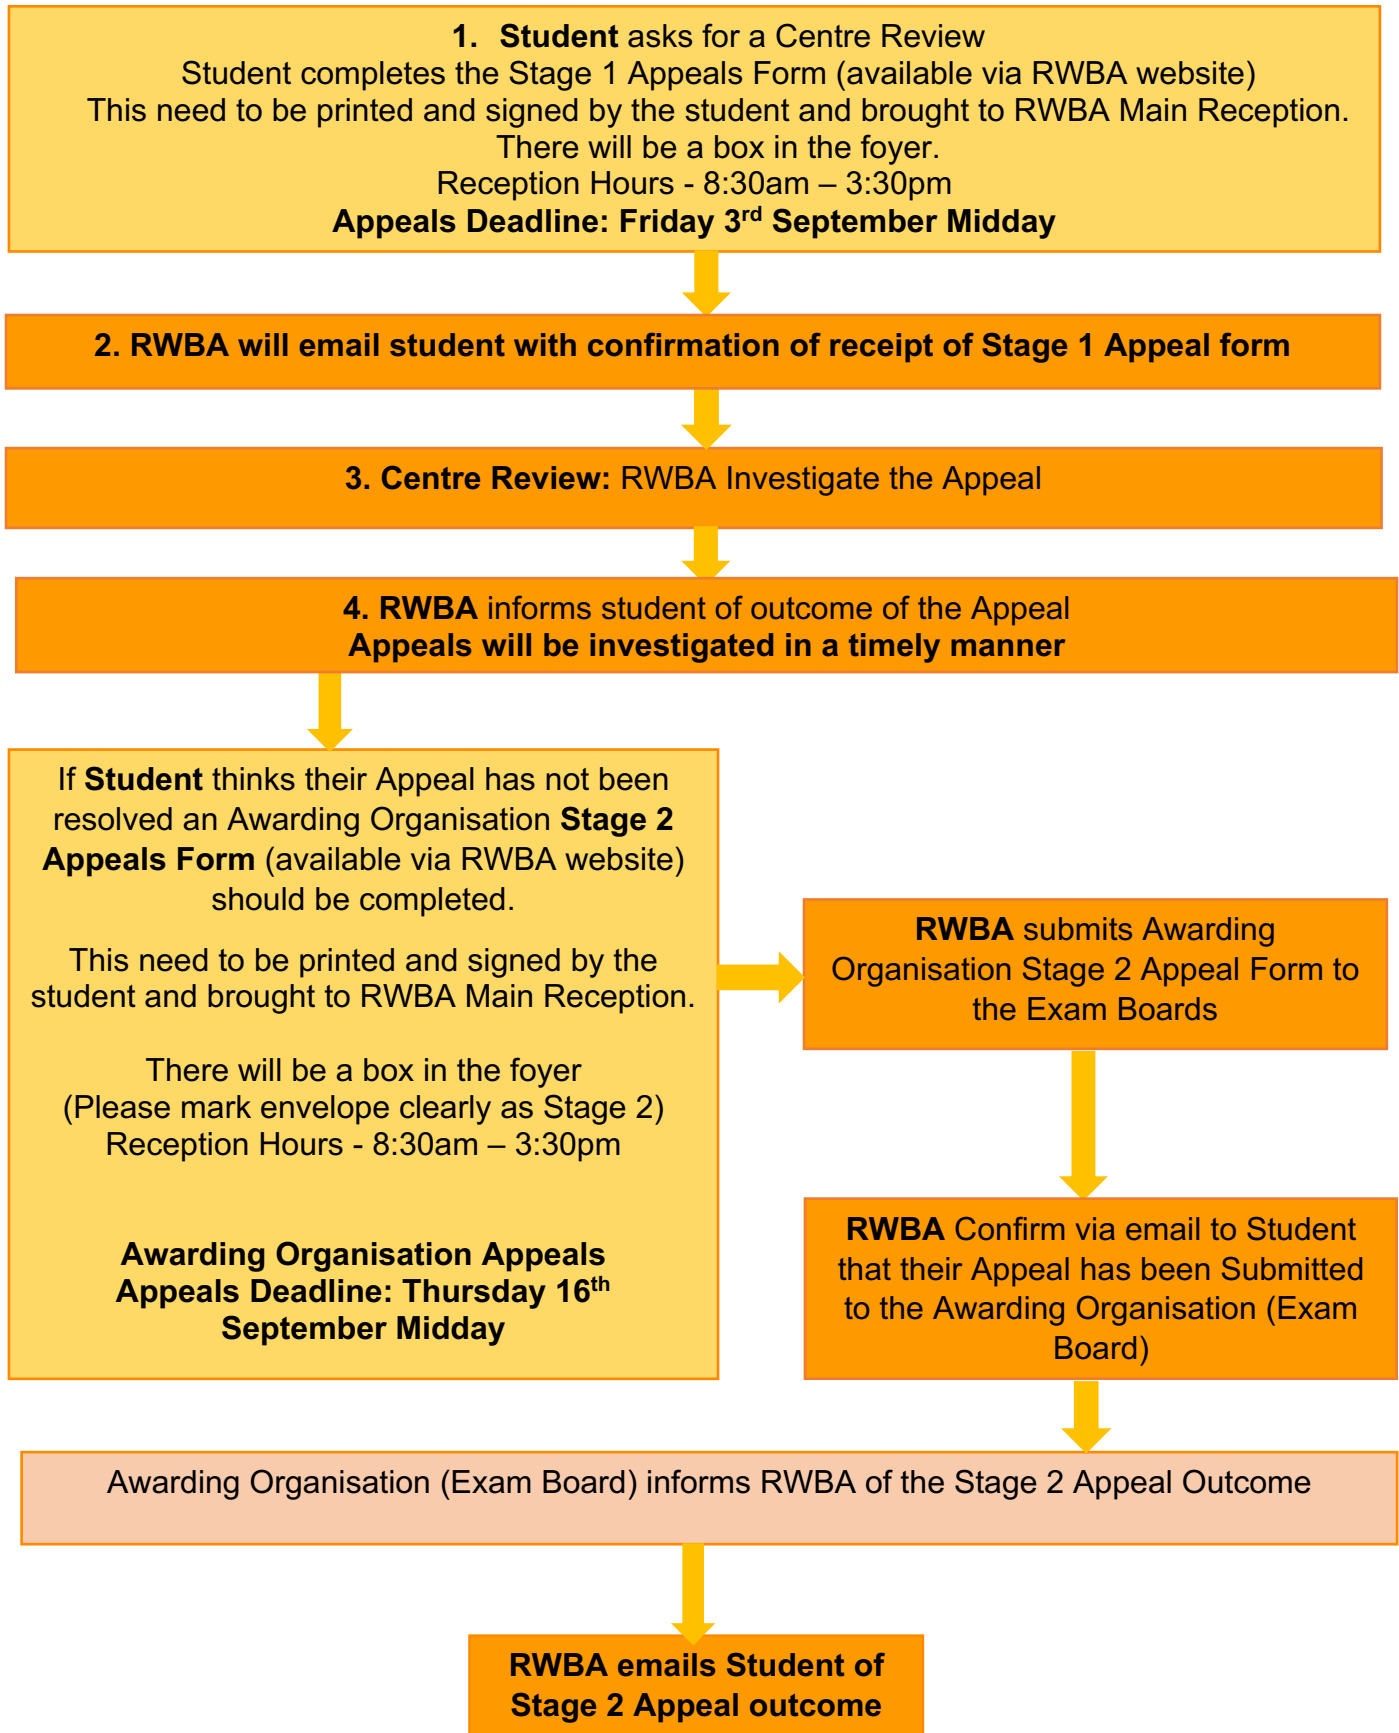 1. Student asks for a Centre Review
Student completes the Stage 1 Appeals Form (available via RWBA website)
This need to be printed and signed by the student and brought to RWBA Main Reception.
There will be a box in the foyer.
Reception Hours - 8:30am – 3:30pm
Appeals Deadline: Friday 3rd September Midday
2. RWBA will email student with confirmation of receipt of Stage 1 Appeal form
3. Centre Review: RWBA Investigate the Appeal
4. RWBA informs student of outcome of the Appeal
Appeals will be investigated in a timely manner
If Student thinks their Appeal has not been
resolved an Awarding Organisation Stage 2
Appeals Form (available via RWBA website)
should be completed.
This need to be printed and signed by the
student and brought to RWBA Main Reception.
There will be a box in the foyer
(Please mark envelope clearly as Stage 2)
Reception Hours - 8:30am – 3:30pm
Awarding Organisation Appeals
Appeals Deadline: Thursday 16th
September Midday
RWBA submits Awarding
Organisation Stage 2 Appeal Form to
the Exam Boards
RWBA Confirm via email to Student
that their Appeal has been Submitted
to the Awarding Organisation (Exam
Board)
Awarding Organisation (Exam Board) informs RWBA of the Stage 2 Appeal Outcome
RWBA emails Student of
Stage 2 Appeal outcome